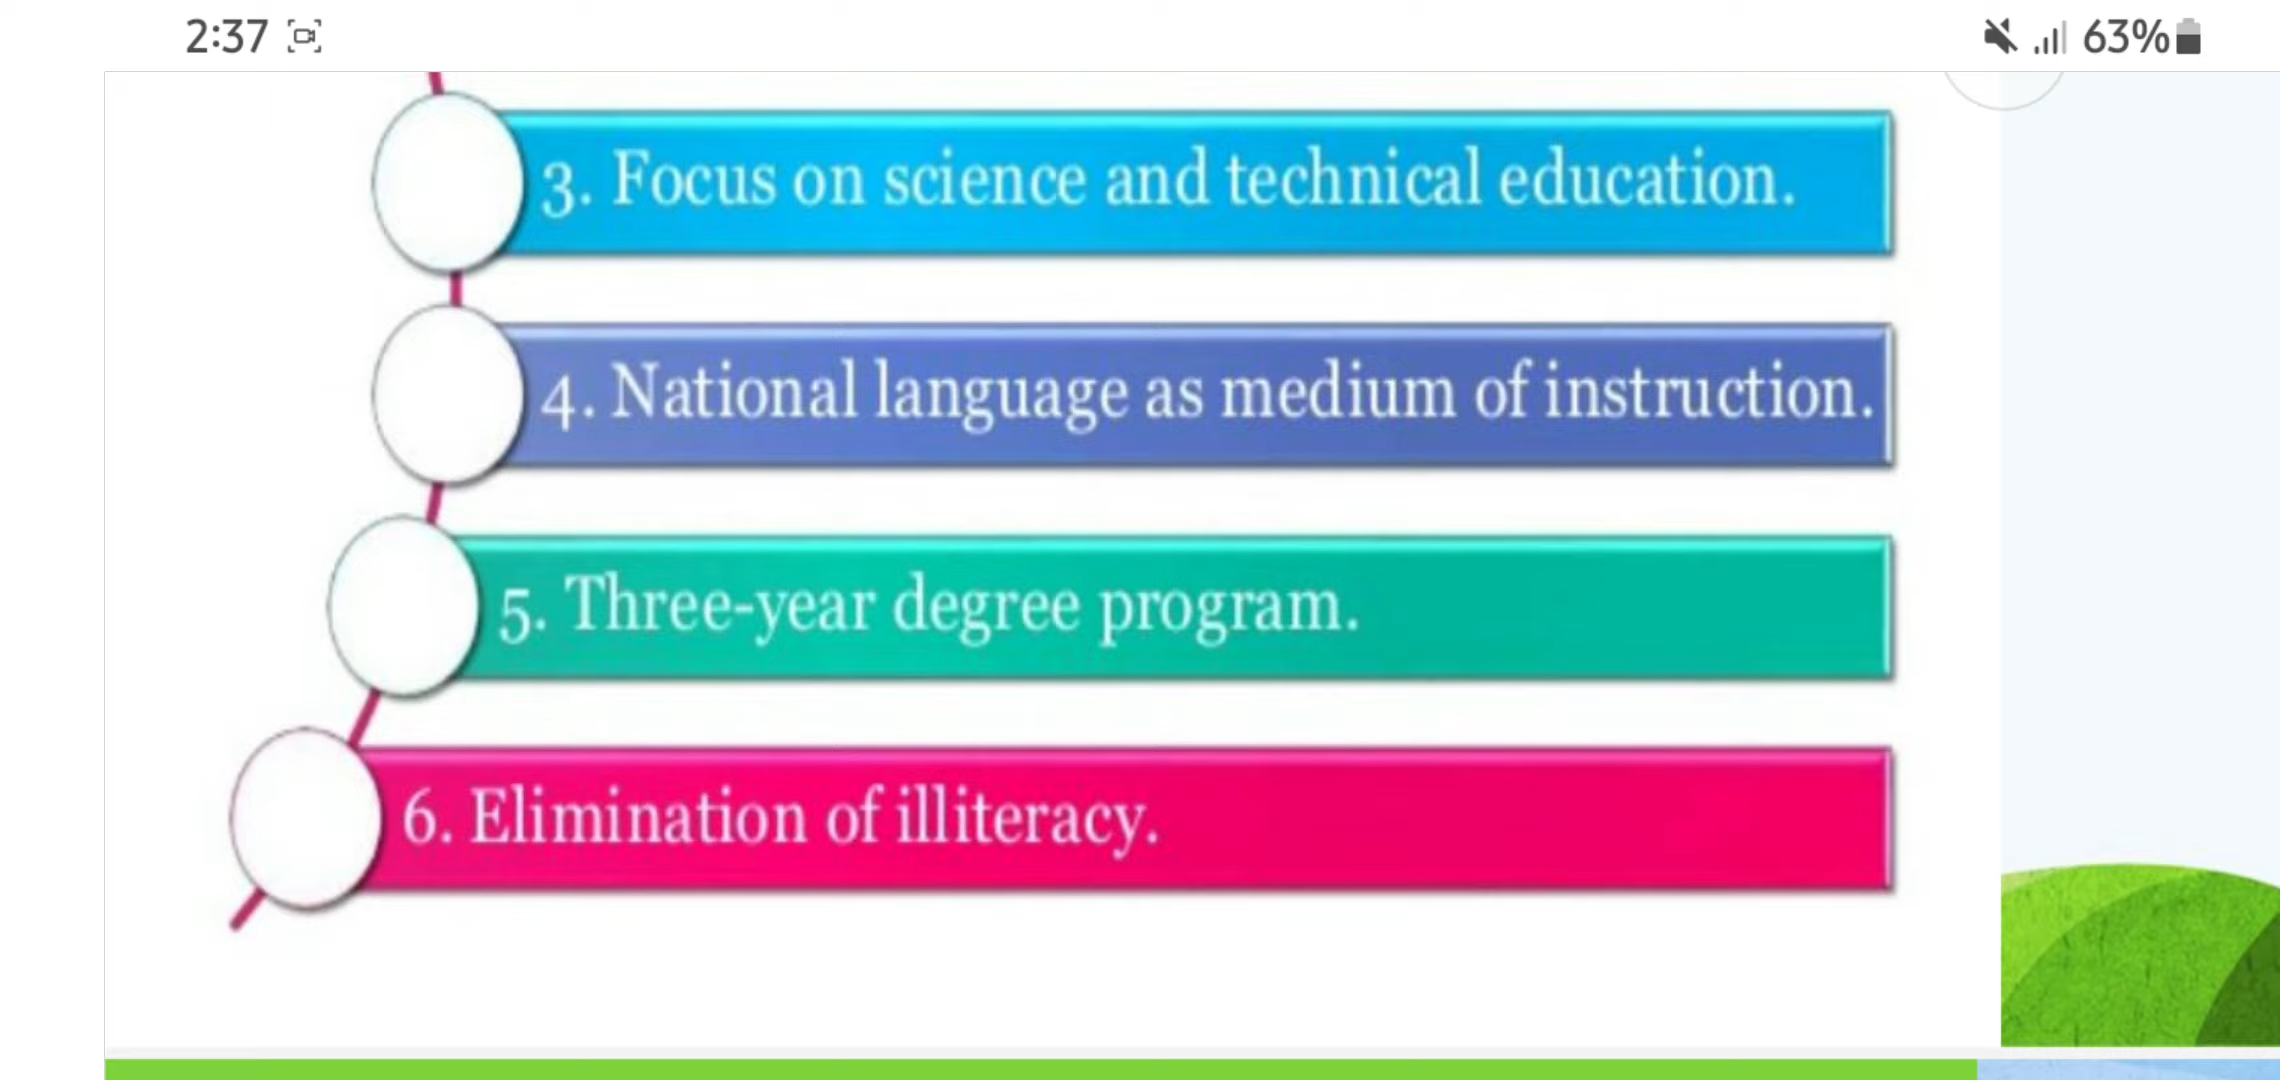 2:37
63%
3. Focus on science and technical education.
4. National language as medium of instruction.
5. Three-year degree program.
6. Elimination of illiteracy.